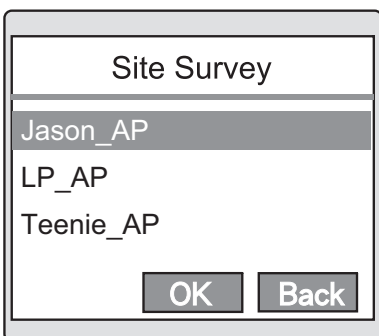 Site Survey
Jason_AP
LP_AP
Teenie_AP
OK Back